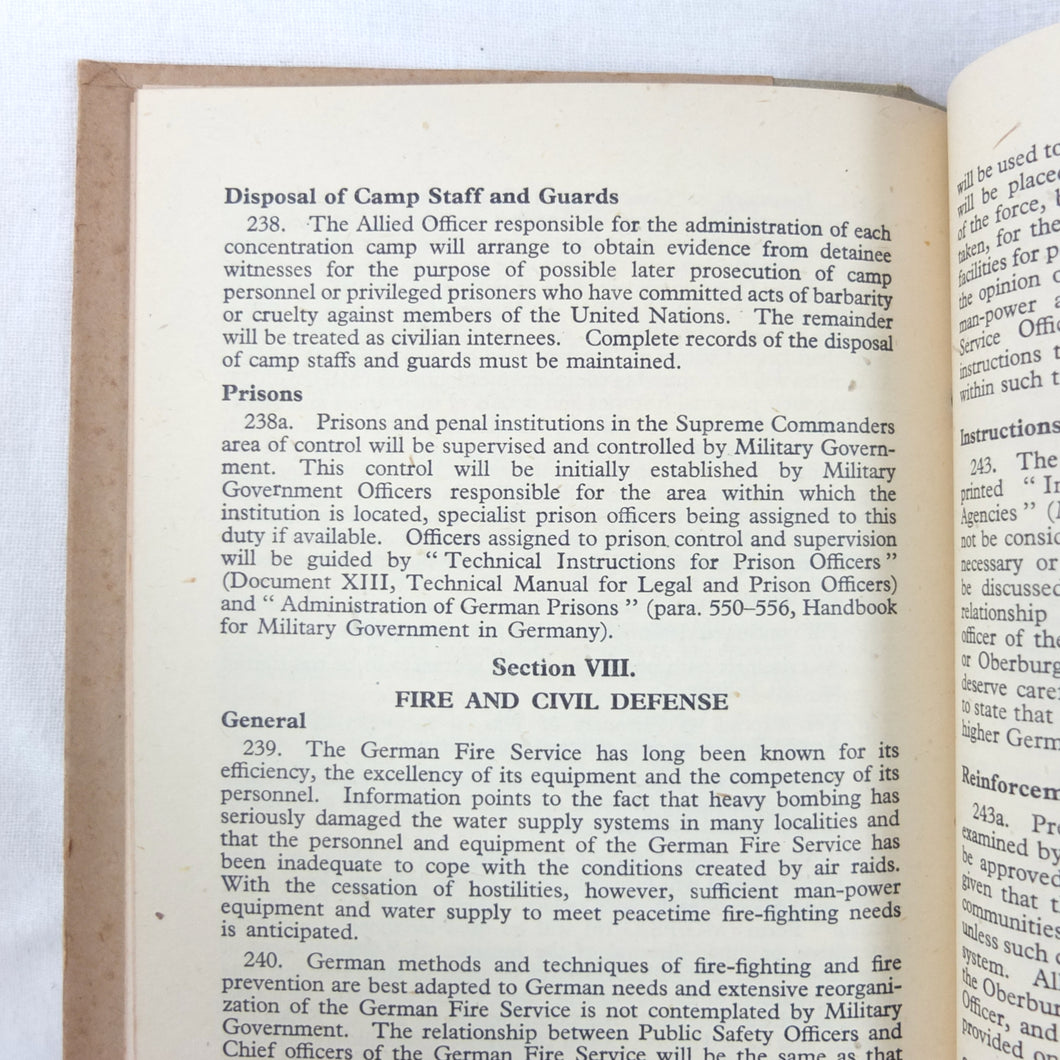 Disposal of Camp Staff and Guards
238. The Allied Officer responsible for the administration of each
concentration camp will arrange to obtain evidence from detainee
witnesses for the purpose of possible later prosecution of camp
personnel or privileged prisoners who have committed acts of barbarity
or cruelty against members of the United Nations. The remainder
will be treated as civilian internees. Complete records of the disposal
of camp staffs and guards must be maintained.
Prisons
238a. Prisons and penal institutions in the Supreme Commanders
area of control will be supervised and controlled by Military Govern-
ment. This control will be initially established by Military
Government Officers responsible for the area within which the
institution is located, specialist prison officers being assigned to this
duty if available. Officers assigned to prison control and supervision
will be guided by “ Technical Instructions for Prison Officers ”
(Document XIII, Technical Manual for Legal and Prison Officers)
and “ Administration of German Prisons ” (para. 550–556, Handbook
for Military Government in Germany).
Section VIII.
FIRE AND CIVIL DEFENSE
General
239. The German Fire Service has long been known for its
efficiency, the excellency of its equipment and the competency of its
personnel. Information points to the fact that heavy bombing has
seriously damaged the water supply systems in many localities and
that the personnel and equipment of the German Fire Service has
been inadequate to cope with the conditions created by air raids.
With the cessation of hostilities, however, sufficient man-power
equipment and water supply to meet peacetime fire-fighting needs
is anticipated.
240. German methods and techniques of fire-fighting and fire
prevention are best adapted to German needs and extensive reorgani-
zation of the German Fire Service is not contemplated by Military
Government. The relationship between Public Safety Officers and
Chief officers of the German Fire Service will be the same as that
will be used to
will be placed
of the force,
taken, for the
facilities for
the opinion
man-power
Service
instructions
within such
Instructions
243. The
printed “
Agencies ”
not be
necessary or
be discussed
relationship
officer of the
or
deserve
to state that
higher
243a.
examined by
be approved
given that
communities
unless such
system.
the
Officer, and
provided